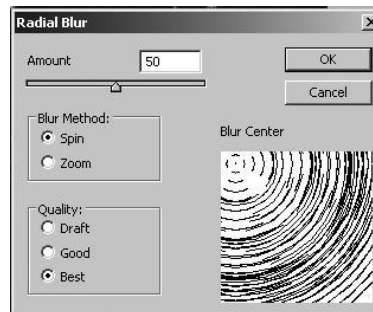 Radial Blur
Amount 50
OK
Cancel
Blur Method:
Spin
Zoom
Blur Center
Quality:
Draft
Good
Best